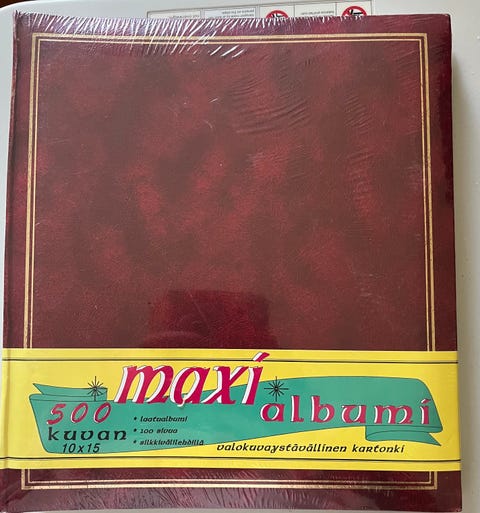 maxi
albumi
500
kuvan
10x15
• laatualbumi
• 100 sivua
• silkkivälilehdillä
valokuvaystävällinen kartonki